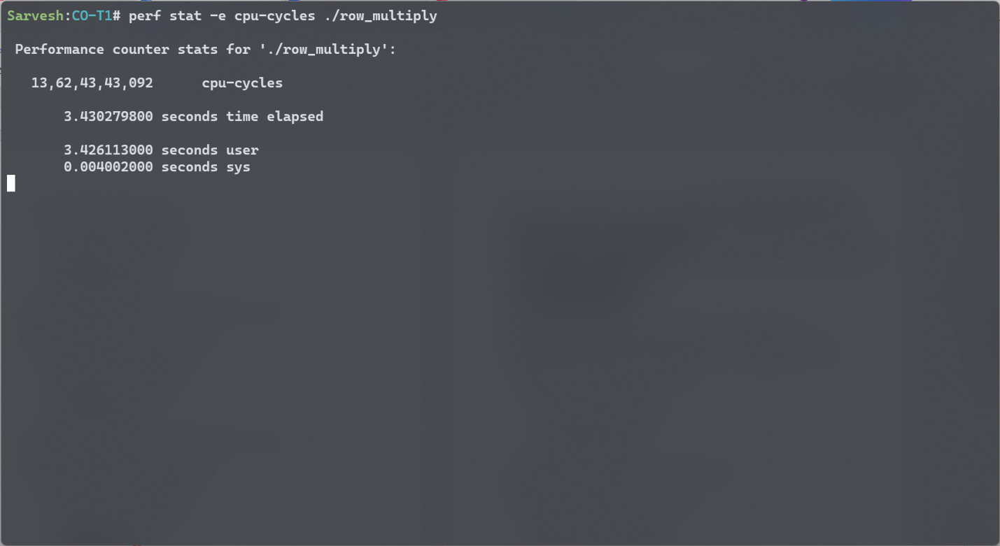 Sarvesh:CO-T1# perf stat -e cpu-cycles ./row_multiply
Performance counter stats for './row_multiply':
13,62,43,43,092 cpu-cycles
3.430279800 seconds time elapsed
3.426113000 seconds user
0.004002000 seconds sys